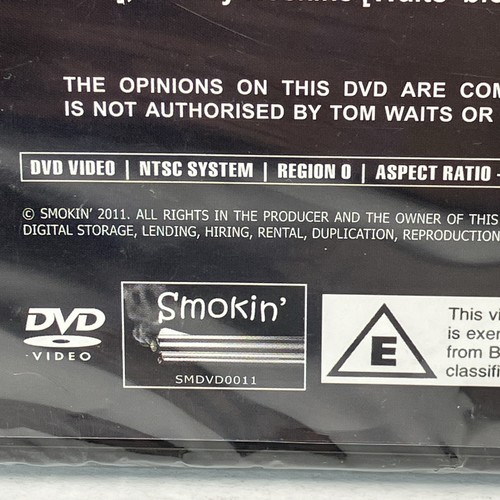 THE OPINIONS ON THIS DVD ARE COM
IS NOT AUTHORISED BY TOM WAITS OR
DVD VIDEO | NTSC SYSTEM | REGION 0 | ASPECT RATIO -
© SMOKIN' 2011. ALL RIGHTS IN THE PRODUCER AND THE OWNER OF THIS
DIGITAL STORAGE, LENDING, HIRING, RENTAL, DUPLICATION, REPRODUCTION
DVD
VIDEO
Smokin'
SMDVD0011
E
This vi
is exer
from B
classifi